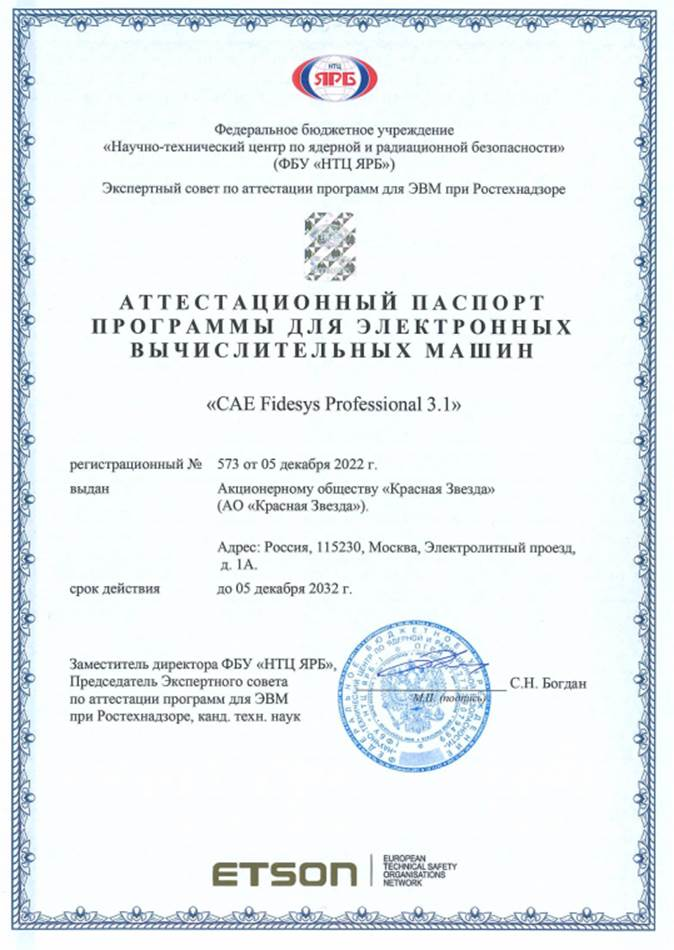 НТЦ
ЯРБ
Федеральное бюджетное учреждение
«Научно-технический центр по ядерной и радиационной безопасности»
(ФБУ «НТЦ ЯРБ»)
Экспертный совет по аттестации программ для ЭВМ при Ростехнадзоре
АТТЕСТАЦИОННЫЙ ПАСПОРТ
ПРОГРАММЫ ДЛЯ ЭЛЕКТРОННЫХ
ВЫЧИСЛИТЕЛЬНЫХ МАШИН
«CAE Fidesys Professional 3.1»
регистрационный № 573 от 05 декабря 2022 г.
выдан Акционерному обществу «Красная Звезда»
(АО «Красная Звезда»).
Адрес: Россия, 115230, Москва, Электролитный проезд,
д. 1А.
срок действия до 05 декабря 2032 г.
Заместитель директора ФБУ «НТЦ ЯРБ»,
Председатель Экспертного совета
по аттестации программ для ЭВМ
при Ростехнадзоре, канд. техн. наук
М.П. (подпись)
С.Н. Богдан
ETSON
EUROPEAN
TECHNICAL SAFETY
ORGANISATIONS
NETWORK